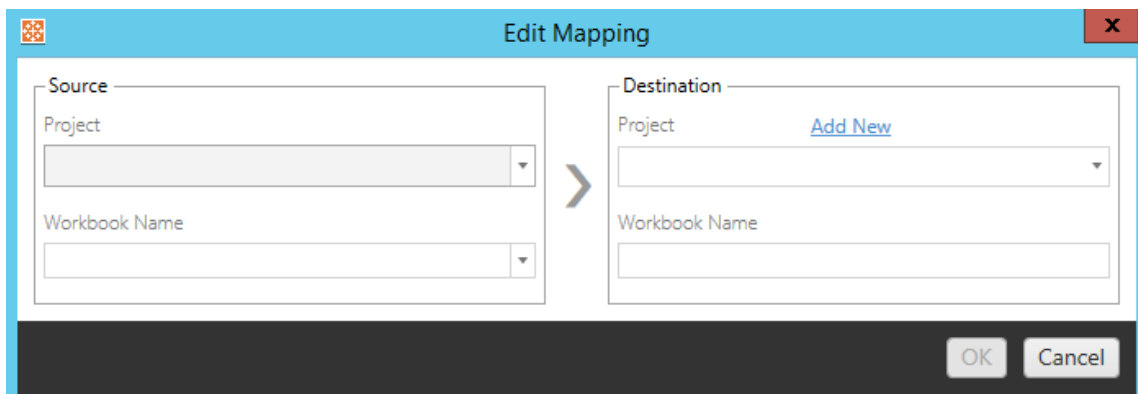 Edit Mapping
x
Source
Project
Workbook Name
Destination
Project Add New
Workbook Name
OK Cancel